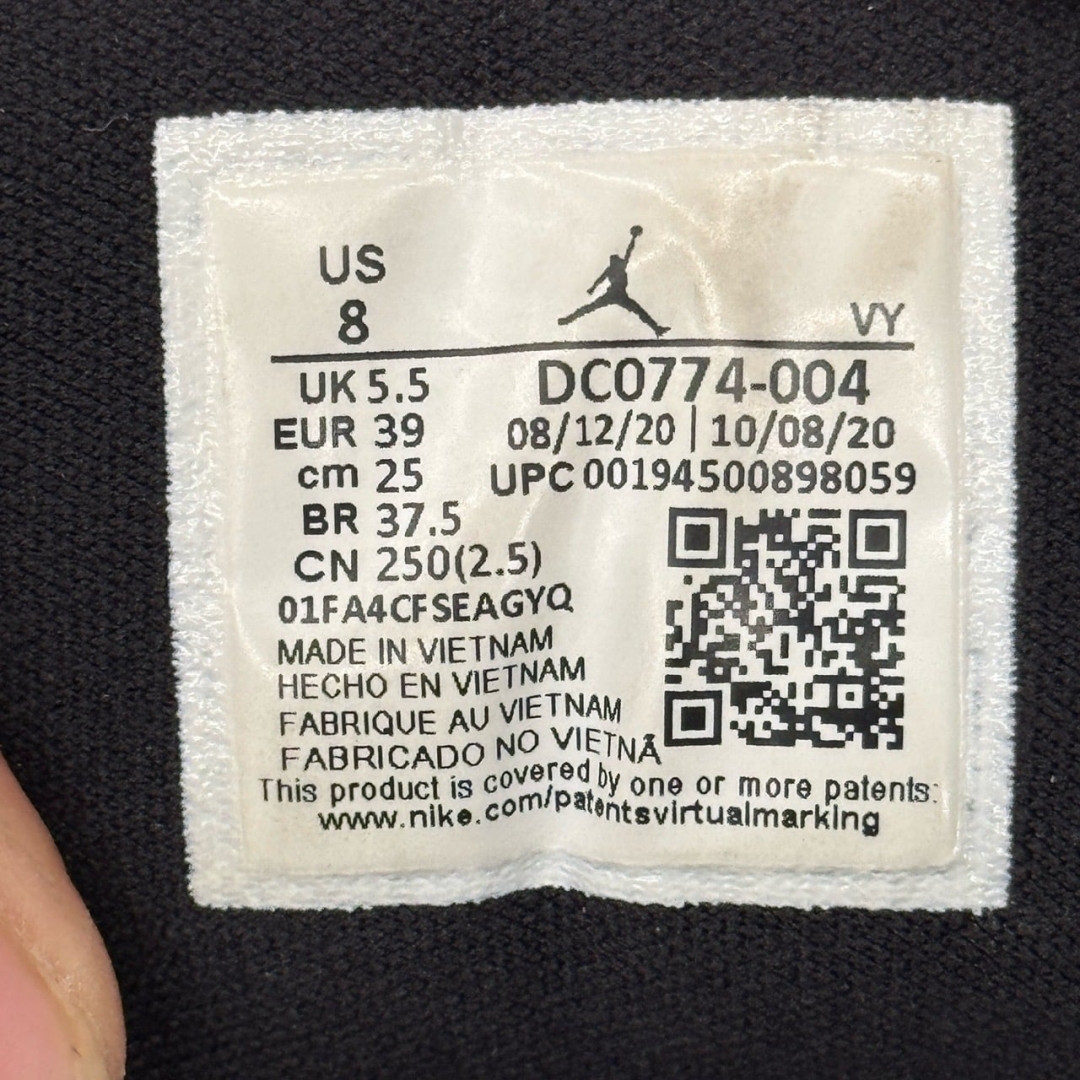 US
8
VY
UK 5.5
DC0774-004
EUR 39
08/12/20 | 10/08/20
cm 25
UPC 00194500898059
BR 37.5
CN 250(2.5)
01FA4CFSEAGYQ
MADE IN VIETNAM
HECHO EN VIETNAM
FABRIQUE AU VIETNAM
FABRICADO NO VIETNÃ
This product is covered by one or more patents:
www.nike.com/patentsvirtualmarking